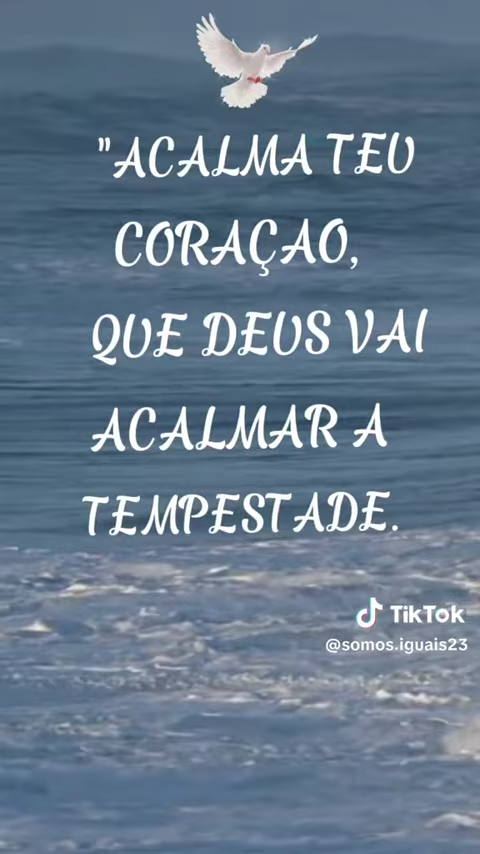 "ACALMA TEU
CORAÇAO,
QUE DEUS VAI
ACALMAR A
TEMPESTADE.
TikTok
@somos.iguais23